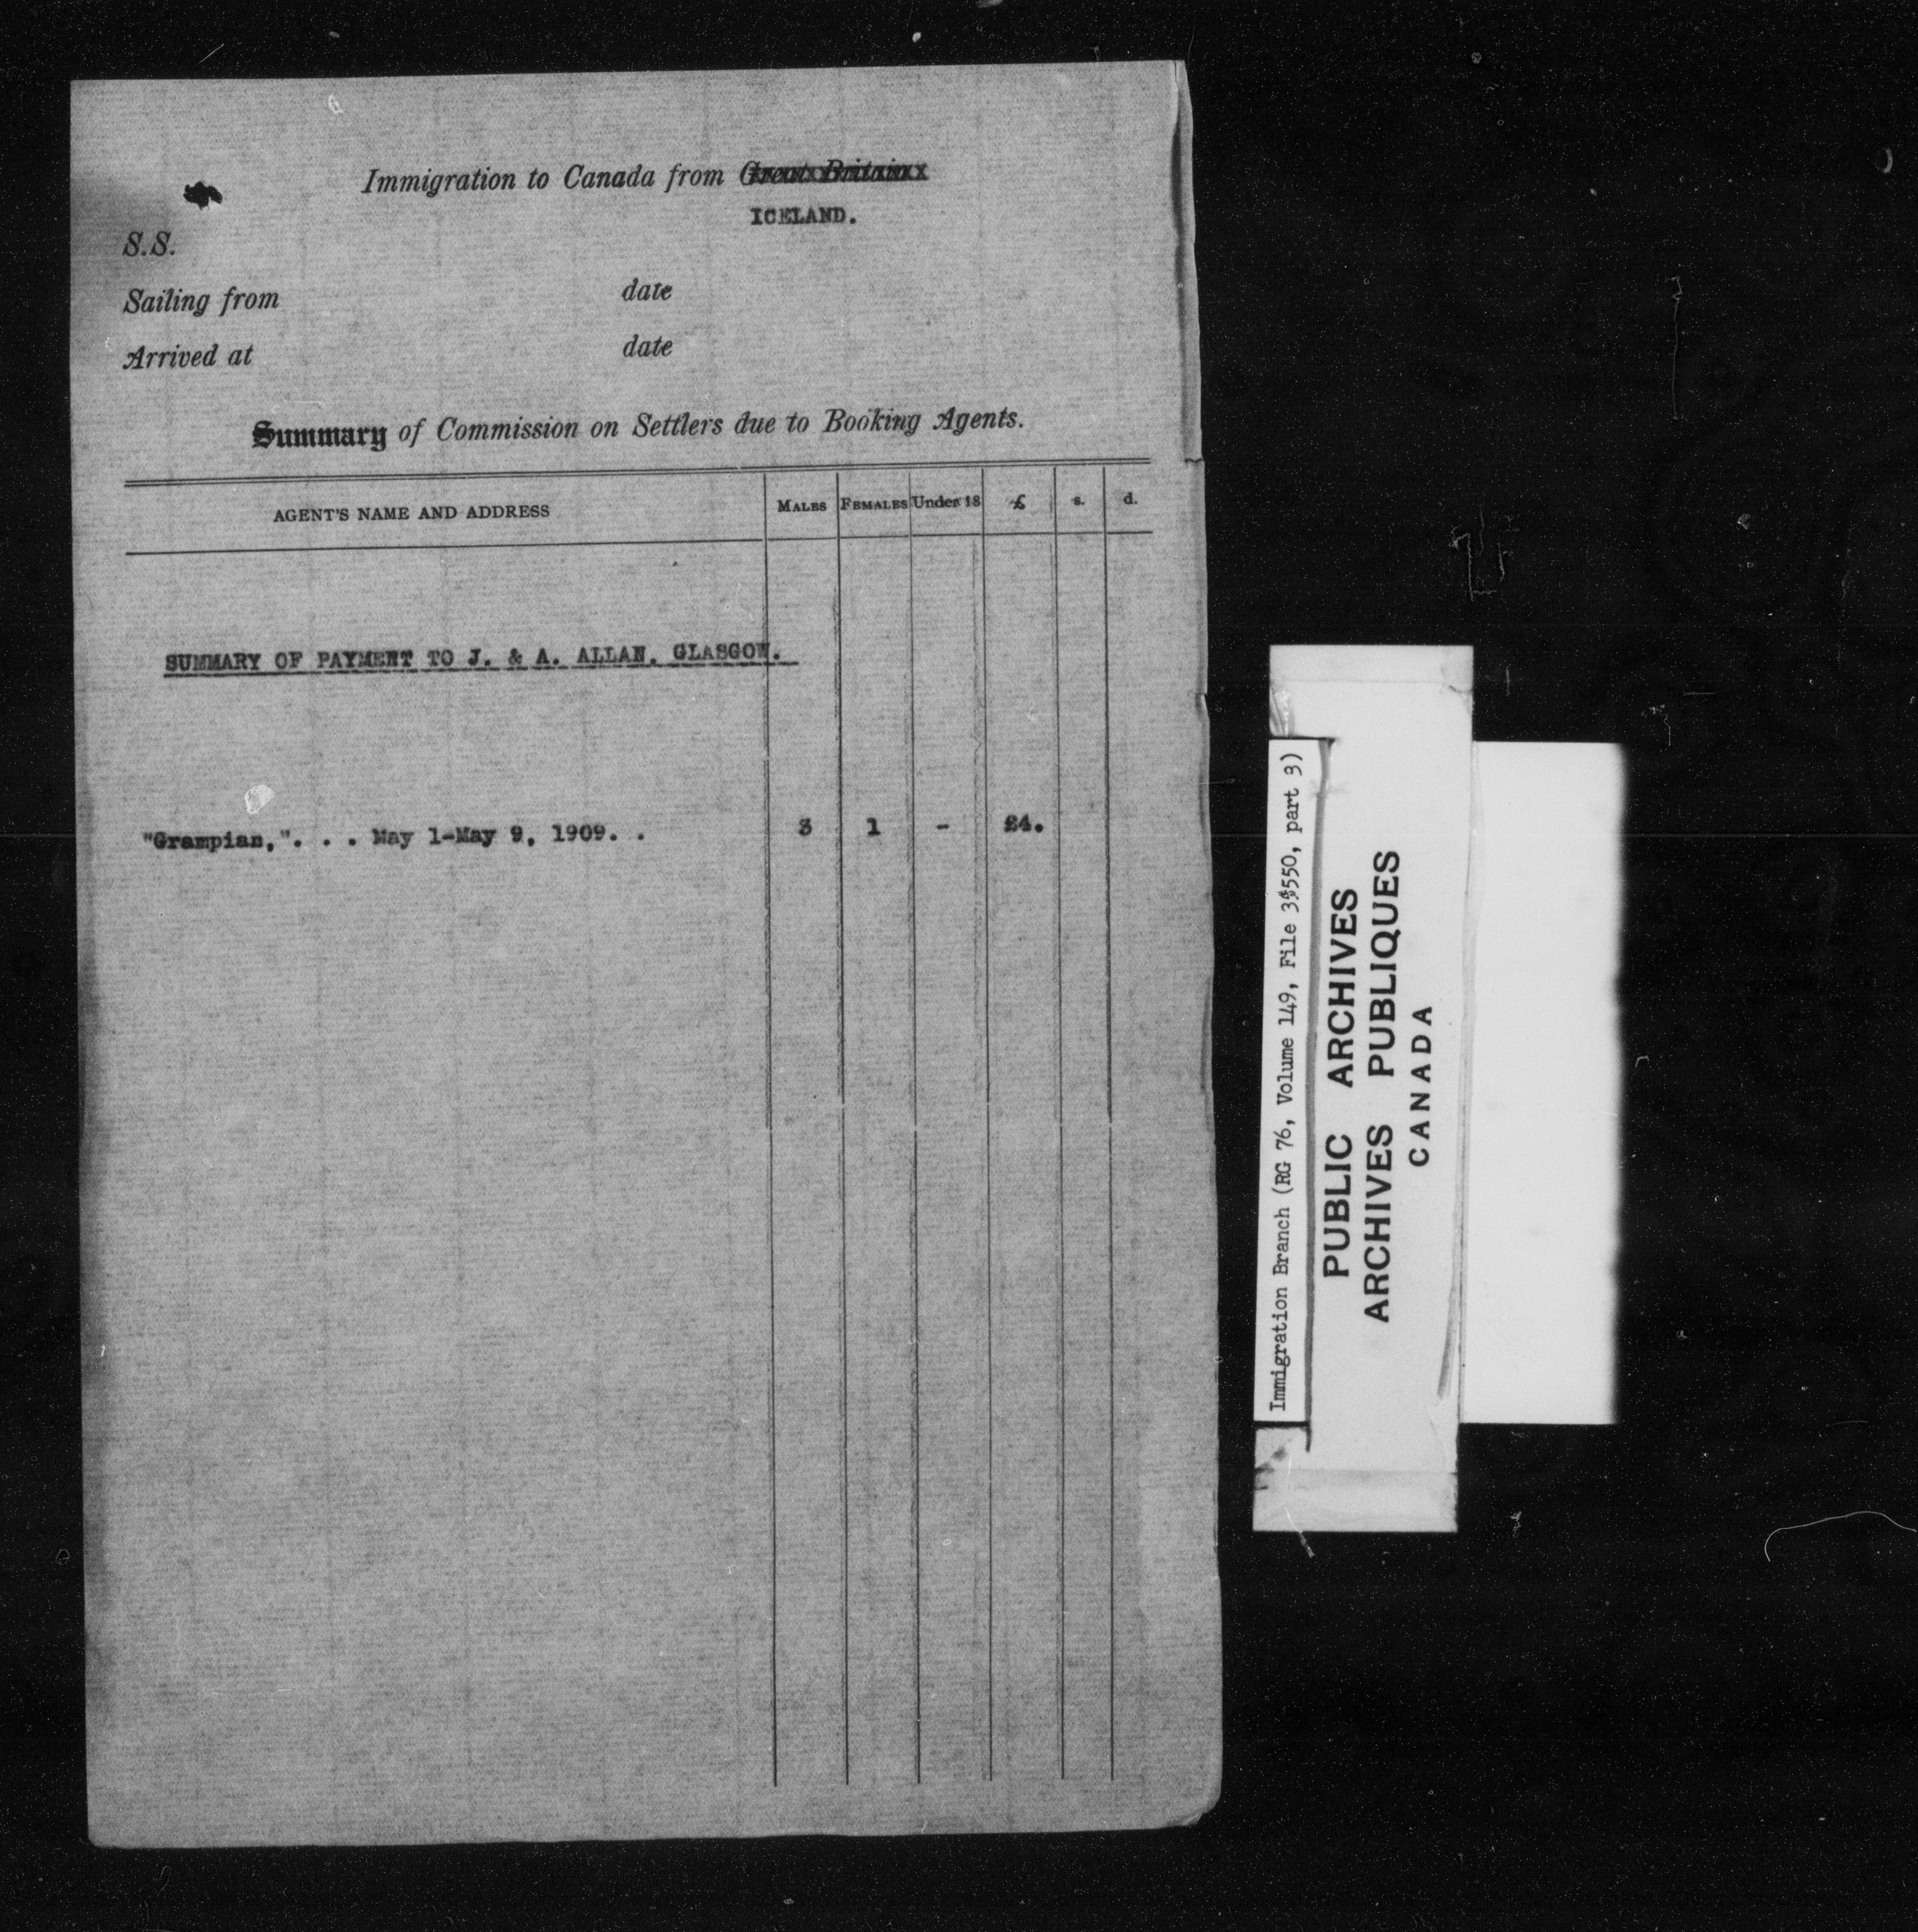 Immigration to Canada from Great Britain
ICELAND.
S.S.
Sailing from date
Arrived at date
Summary of Commission on Settlers due to Booking Agents.
AGENT'S NAME AND ADDRESS MALES FEMALES Under 18 £ s. d.
SUMMARY OF PAYMENT TO J. & A. ALLAN, GLASGOW.
"Grampian,". . . May 1-May 9, 1909. . 3 1 - £4.
Immigration Branch (RG 76, Volume 149, File 34550, part 3)
PUBLIC ARCHIVES
ARCHIVES PUBLIQUES
CANADA